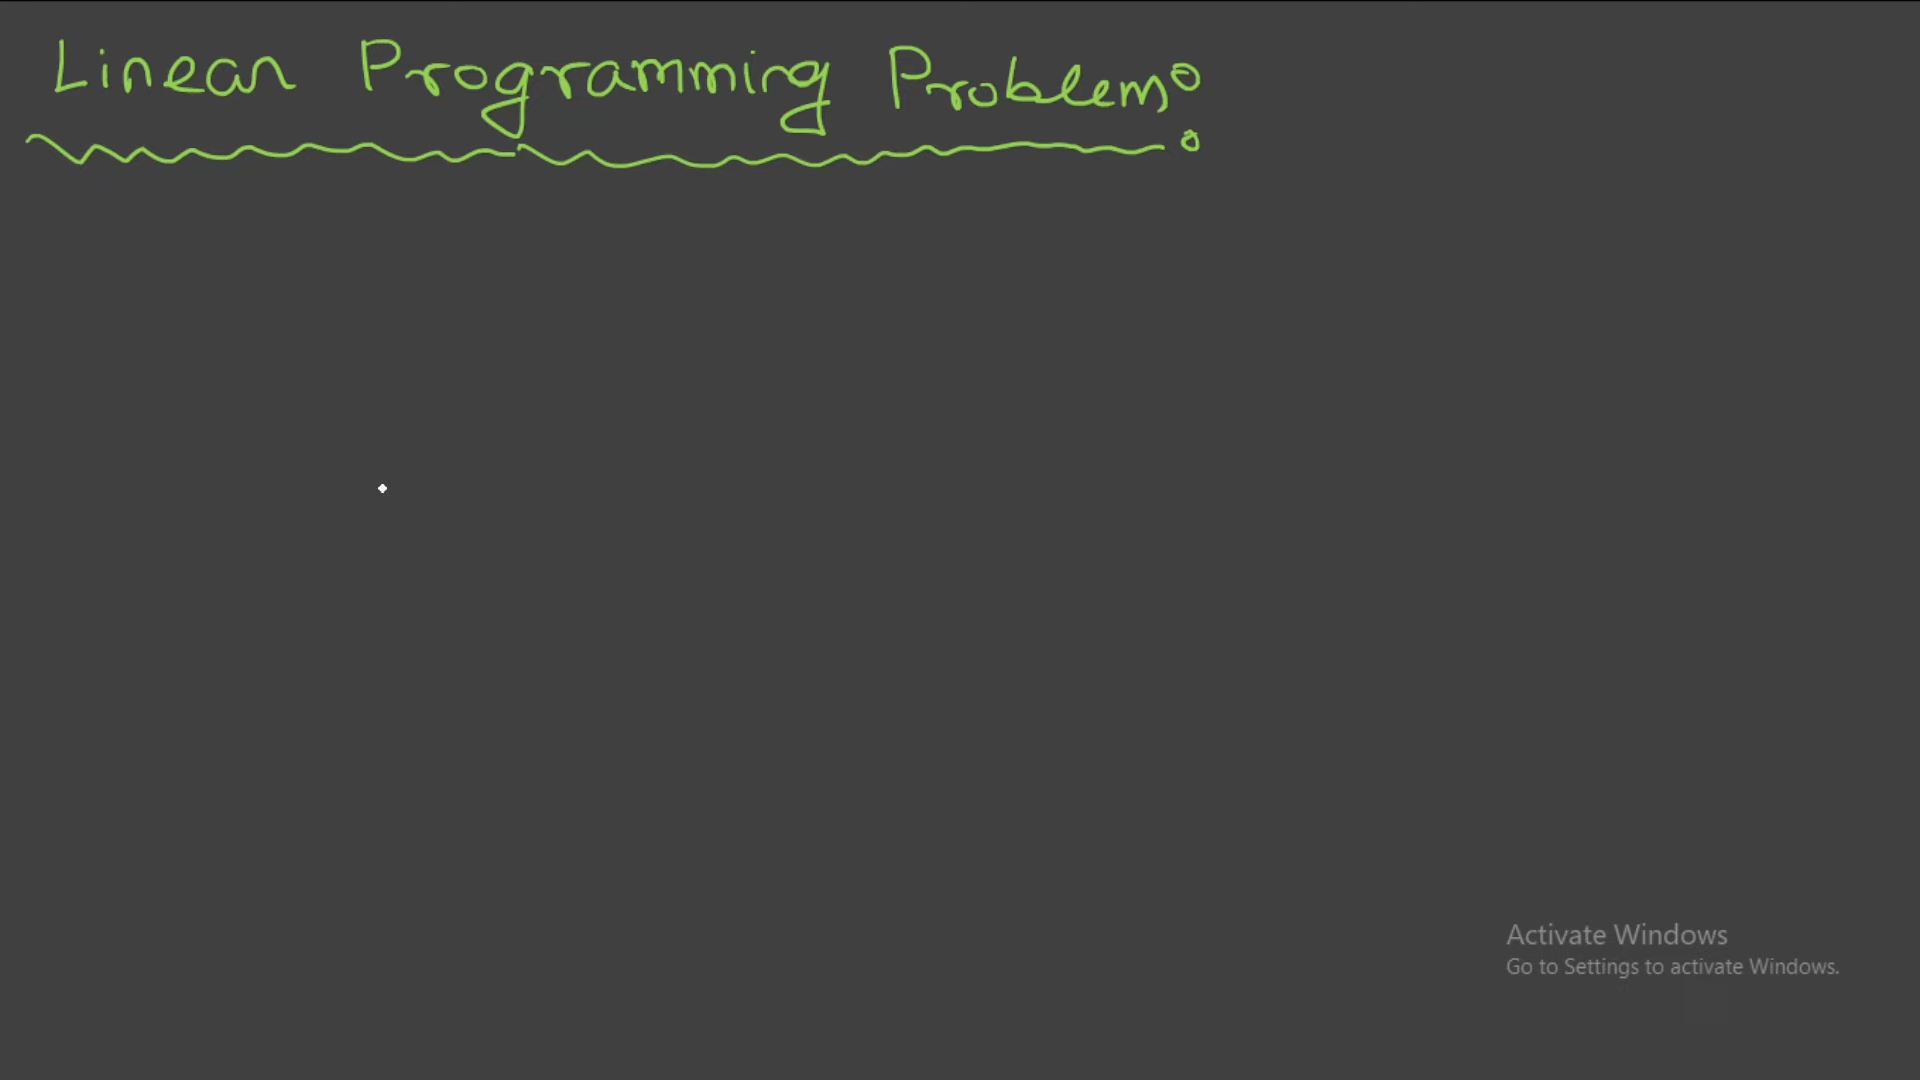 Linear Programming Problem:
Activate Windows
Go to Settings to activate Windows.